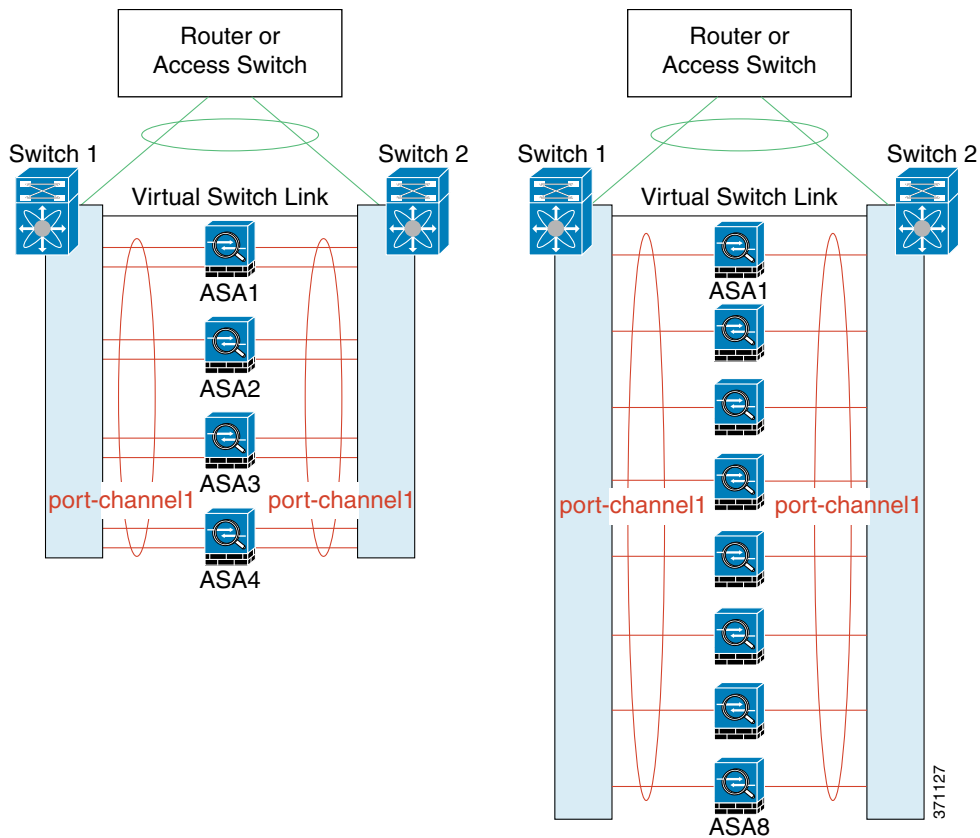 Router or
Access Switch
Switch 1
Switch 2
Virtual Switch Link
ASA1
ASA2
ASA3
port-channel1
port-channel1
ASA4
Router or
Access Switch
Switch 1
Switch 2
Virtual Switch Link
ASA1
port-channel1
port-channel1
ASA8
371127